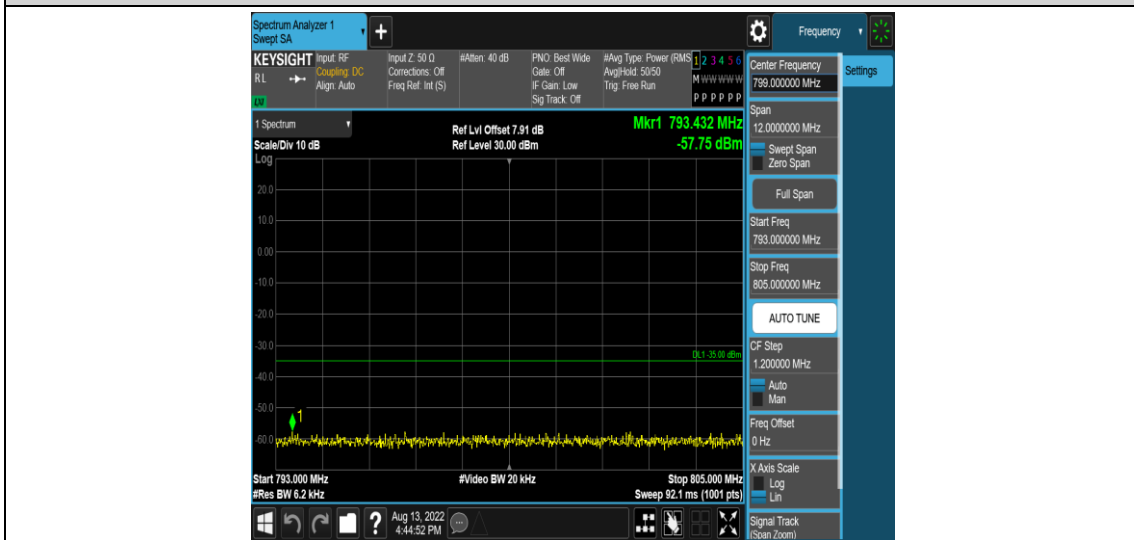 Spectrum Analyzer 1
Swept SA
Frequency
KEYSIGHT
RL
LXI
Input: RF
Coupling: DC
Align: Auto
Input Z: 50 Ω
Corrections: Off
Freq Ref: Int (S)
#Atten: 40 dB
PNO: Best Wide
Gate: Off
IF Gain: Low
Sig Track: Off
#Avg Type: Power (RMS
Avg|Hold: 50/50
Trig: Free Run
1 2 3 4 5 6
M W W W W W
P P P P P P
1 Spectrum
Scale/Div 10 dB
Ref Lvl Offset 7.91 dB
Ref Level 30.00 dBm
Mkr1 793.432 MHz
-57.75 dBm
Log
20.0
10.0
0.00
-10.0
-20.0
-30.0
DL1 -35.00 dBm
-40.0
-50.0
1
-60.0
Start 793.000 MHz
#Video BW 20 kHz
Stop 805.000 MHz
#Res BW 6.2 kHz
Sweep 92.1 ms (1001 pts)
Center Frequency
799.000000 MHz
Settings
Span
12.0000000 MHz
Swept Span
Zero Span
Full Span
Start Freq
793.000000 MHz
Stop Freq
805.000000 MHz
AUTO TUNE
CF Step
1.200000 MHz
Auto
Man
Freq Offset
0 Hz
X Axis Scale
Log
Lin
Signal Track
(Span Zoom)
?
Aug 13, 2022
4:44:52 PM